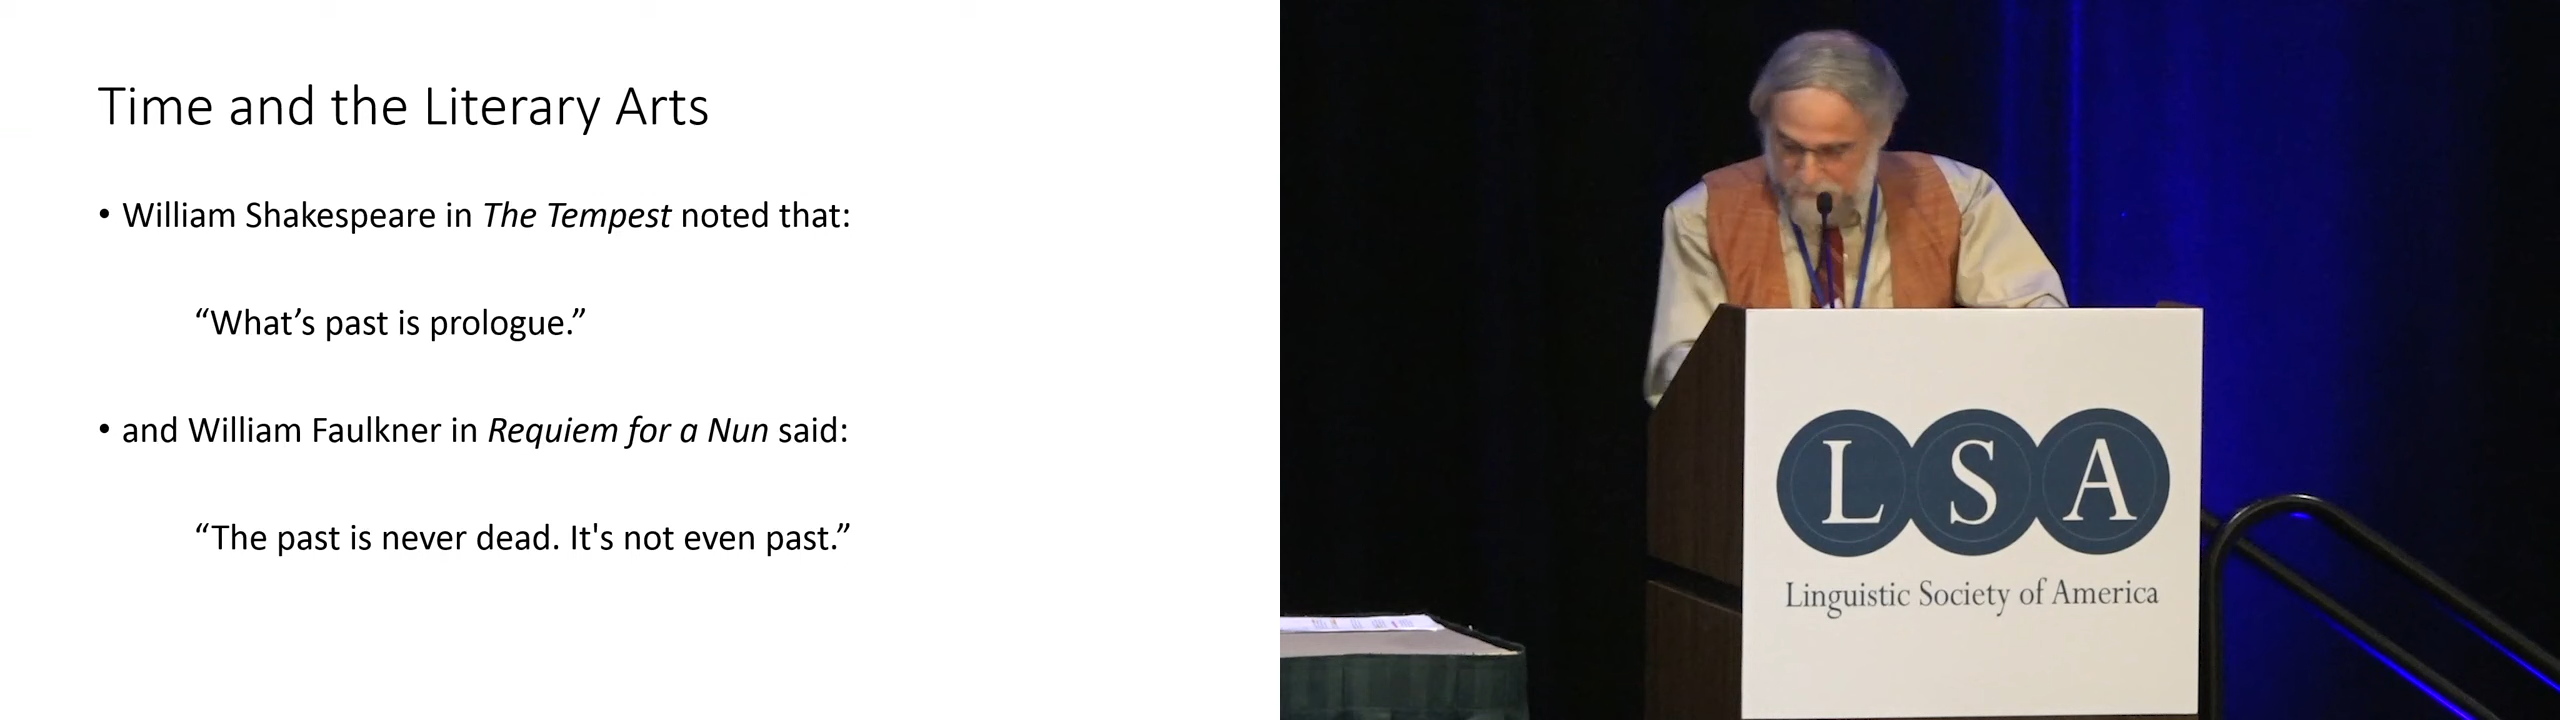 Time and the Literary Arts
• William Shakespeare in The Tempest noted that:
“What’s past is prologue.”
• and William Faulkner in Requiem for a Nun said:
“The past is never dead. It's not even past.”
L S A
Linguistic Society of America